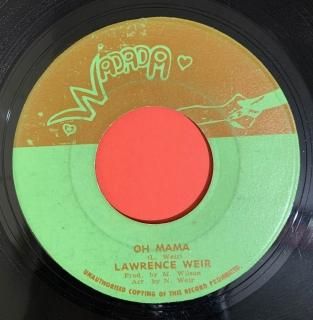 WADADA
OH MAMA
(L. Weir)
LAWRENCE WEIR
Prod. by M. Wilson
Arr. by N. Weir
UNAUTHORISED COPYING OF THIS RECORD PROHIBITED.